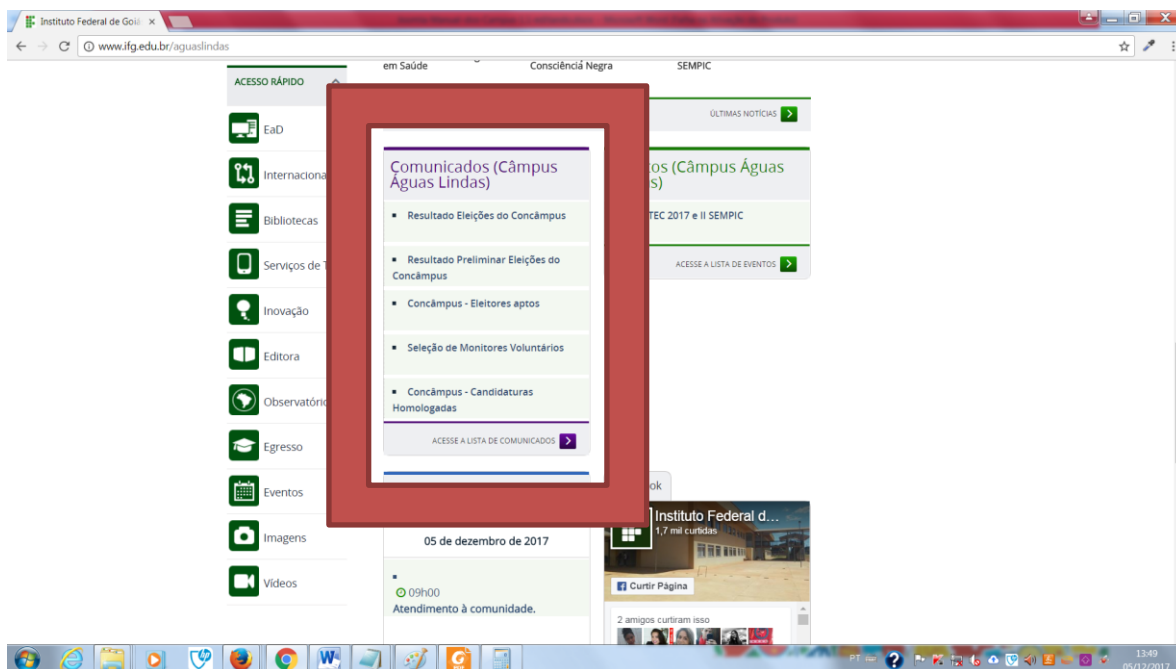 Instituto Federal de Goiá
www.ifg.edu.br/aguaslindas
ACESSO RÁPIDO
EaD
Internaciona
Bibliotecas
Serviços de T
Inovação
Editora
Observatório
Egresso
Eventos
Imagens
Vídeos
em Saúde
Consciência Negra
SEMPIC
ÚLTIMAS NOTÍCIAS
Comunicados (Câmpus
Águas Lindas)
Resultado Eleições do Concâmpus
Resultado Preliminar Eleições do
Concâmpus
Concâmpus - Eleitores aptos
Seleção de Monitores Voluntários
Concâmpus - Candidaturas
Homologadas
ACESSE A LISTA DE COMUNICADOS
tos (Câmpus Águas
s)
TEC 2017 e II SEMPIC
ACESSE A LISTA DE EVENTOS
05 de dezembro de 2017
09h00
Atendimento à comunidade.
ok
Instituto Federal d...
1,7 mil curtidas
Curtir Página
2 amigos curtiram isso
PT
13:49
05/12/201